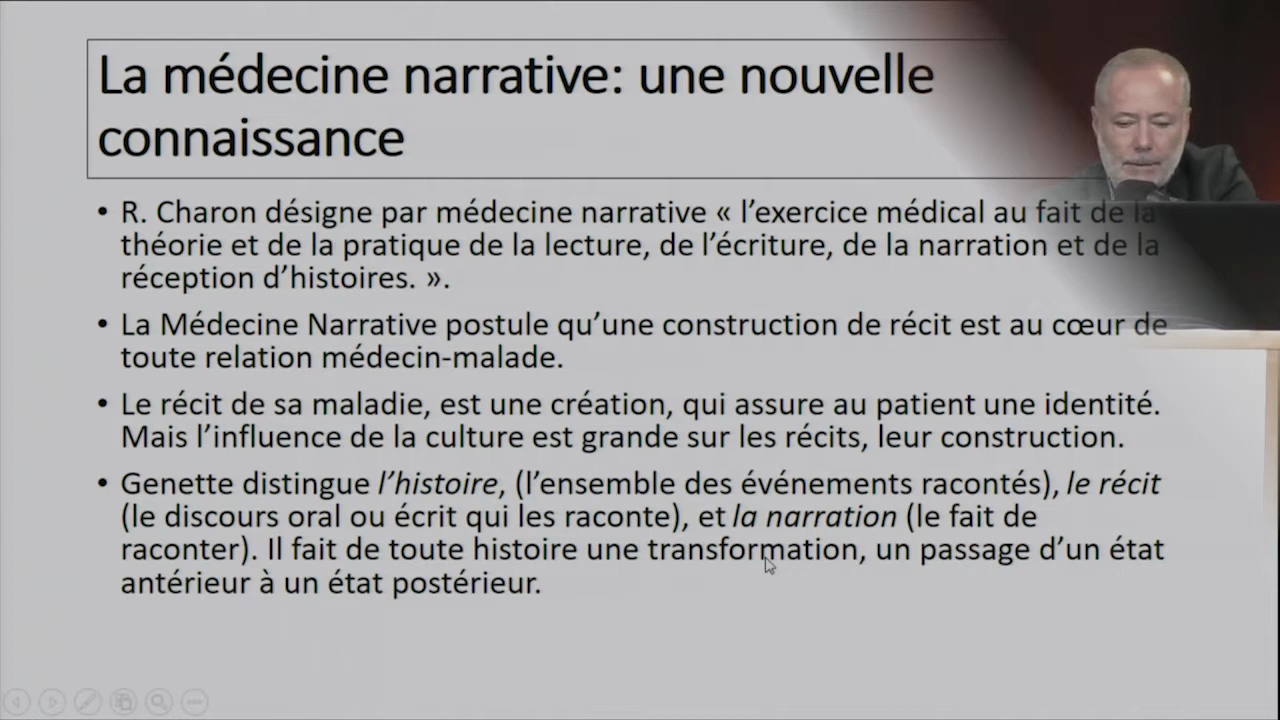 La médecine narrative: une nouvelle
connaissance
• R. Charon désigne par médecine narrative « l’exercice médical au fait de la
théorie et de la pratique de la lecture, de l’écriture, de la narration et de la
réception d’histoires. ».
• La Médecine Narrative postule qu’une construction de récit est au cœur de
toute relation médecin-malade.
• Le récit de sa maladie, est une création, qui assure au patient une identité.
Mais l’influence de la culture est grande sur les récits, leur construction.
• Genette distingue l’histoire, (l’ensemble des événements racontés), le récit
(le discours oral ou écrit qui les raconte), et la narration (le fait de
raconter). Il fait de toute histoire une transformation, un passage d’un état
antérieur à un état postérieur.